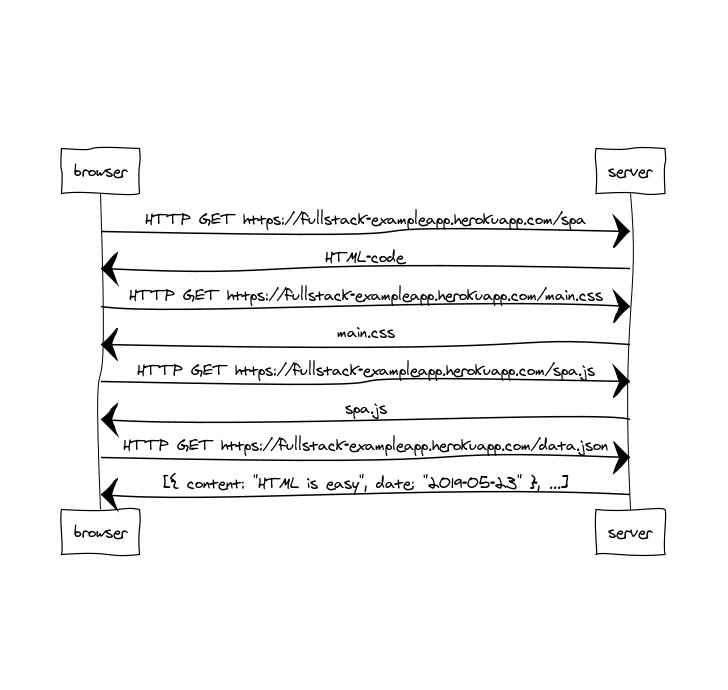 browser
server
HTTP GET https://fullstack-exampleapp.herokuapp.com/spa
HTML-code
HTTP GET https://fullstack-exampleapp.herokuapp.com/main.css
main.css
HTTP GET https://fullstack-exampleapp.herokuapp.com/spa.js
spa.js
HTTP GET https://fullstack-exampleapp.herokuapp.com/data.json
[{ content: "HTML is easy", date: "2019-05-23" }, ...]
browser
server